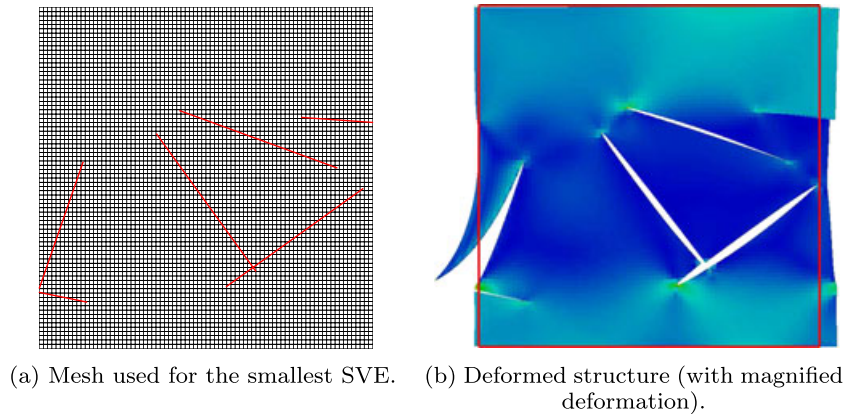 (a) Mesh used for the smallest SVE.
(b) Deformed structure (with magnified
deformation).